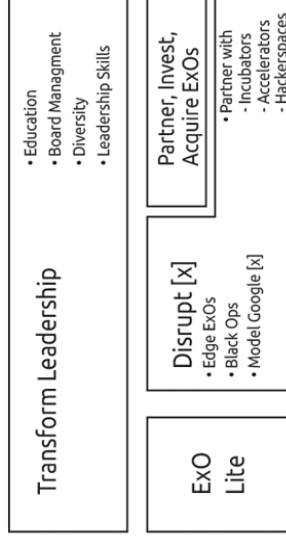 Transform Leadership
• Education
• Board Managment
• Diversity
• Leadership Skills
ExO
Lite
Disrupt [x]
• Edge ExOs
• Black Ops
• Model Google [x]
Partner, Invest,
Acquire ExOs
• Partner with
- Incubators
- Accelerators
- Hackerspaces